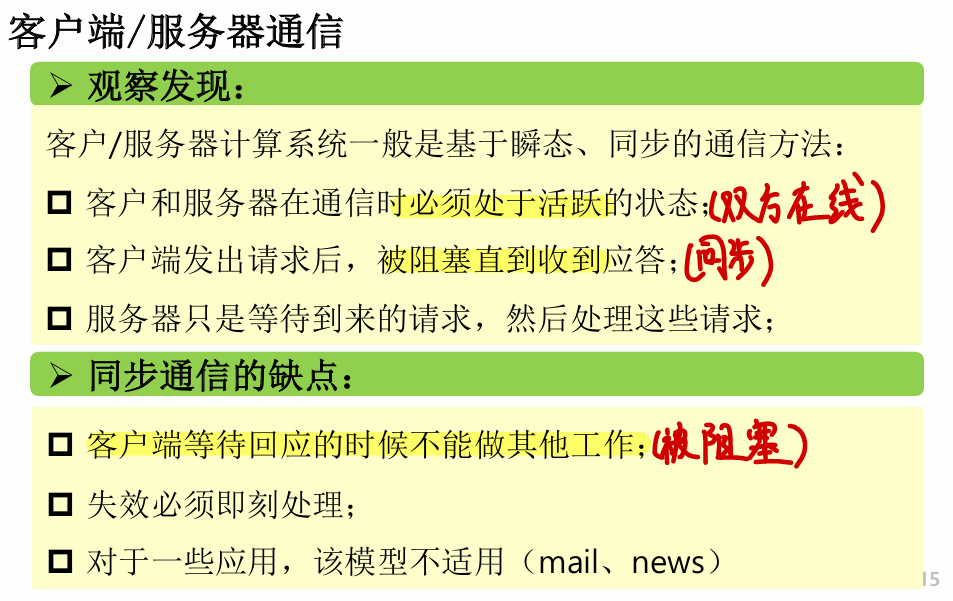 客户端/服务器通信
➢ 观察发现：
客户/服务器计算系统一般是基于瞬态、同步的通信方法：
客户和服务器在通信时必须处于活跃的状态；(双方在线)
客户端发出请求后，被阻塞直到收到应答；(同步)
服务器只是等待到来的请求，然后处理这些请求；
➢ 同步通信的缺点：
客户端等待回应的时候不能做其他工作；(被阻塞)
失效必须即刻处理；
对于一些应用，该模型不适用（mail、news）
15